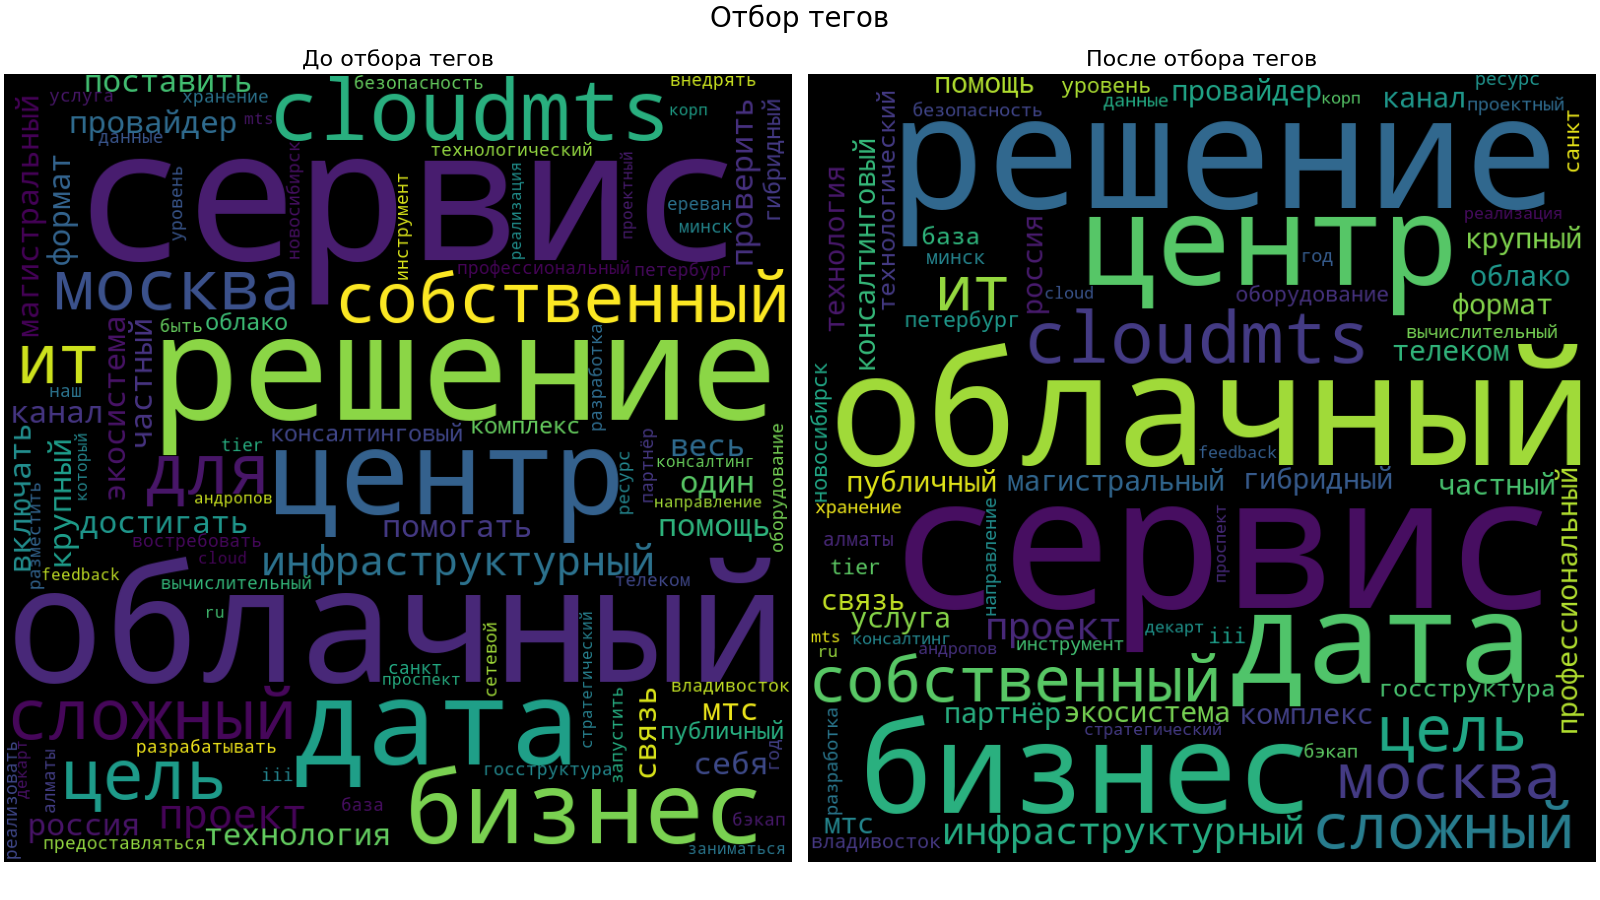 Отбор тегов
До отбора тегов
поставить
безопасность
внедрять
услуга
хранение
cloudmts
корп
провайдер
mts
данные
магистральный
формат
уровень
новосибирск
сервис
технологический
инструмент
реализация
проектный
проверить
гибридный
ереван
минск
москва
профессиональный
петербург
собственный
быть
облако
экосистема
частный
ит
решение
разработка
наш
канал
консалтинговый
комплекс
tier
включать
крупный
который
для
центр
андропов
ресурс
партнёр
весь
консалтинг
один
направление
оборудование
разместить
достигать
помогать
помощь
востребовать
cloud
инфраструктурный
feedback
вычислительный
телеком
ru
облачный
санкт
проспект
сетевой
стратегический
владивосток
сложный
дата
запустить
связь
мтс
публичный
разрабатывать
реализовать
декарт
алматы
цель
iii
госструктура
себя
год
проект
база
бизнес
бэкап
россия
технология
предоставляться
заниматься
После отбора тегов
помощь
уровень
ресурс
данные
провайдер
корп
канал
проектный
безопасность
технологический
консалтинговый
решение
санкт
технология
россия
реализация
база
минск
центр
крупный
год
ит
cloud
оборудование
облако
формат
петербург
cloudmts
вычислительный
телеком
новосибирск
облачный
feedback
публичный
магистральный
гибридный
частный
хранение
сервис
проспект
профессиональный
алматы
tier
направление
связь
услуга
mts
ru
консалтинг
андропов
проект
инструмент
декарт
iii
дата
собственный
госструктура
партнёр
экосистема
комплекс
стратегический
цель
разработка
бизнес
бэкап
москва
мтс
владивосток
инфраструктурный
сложный